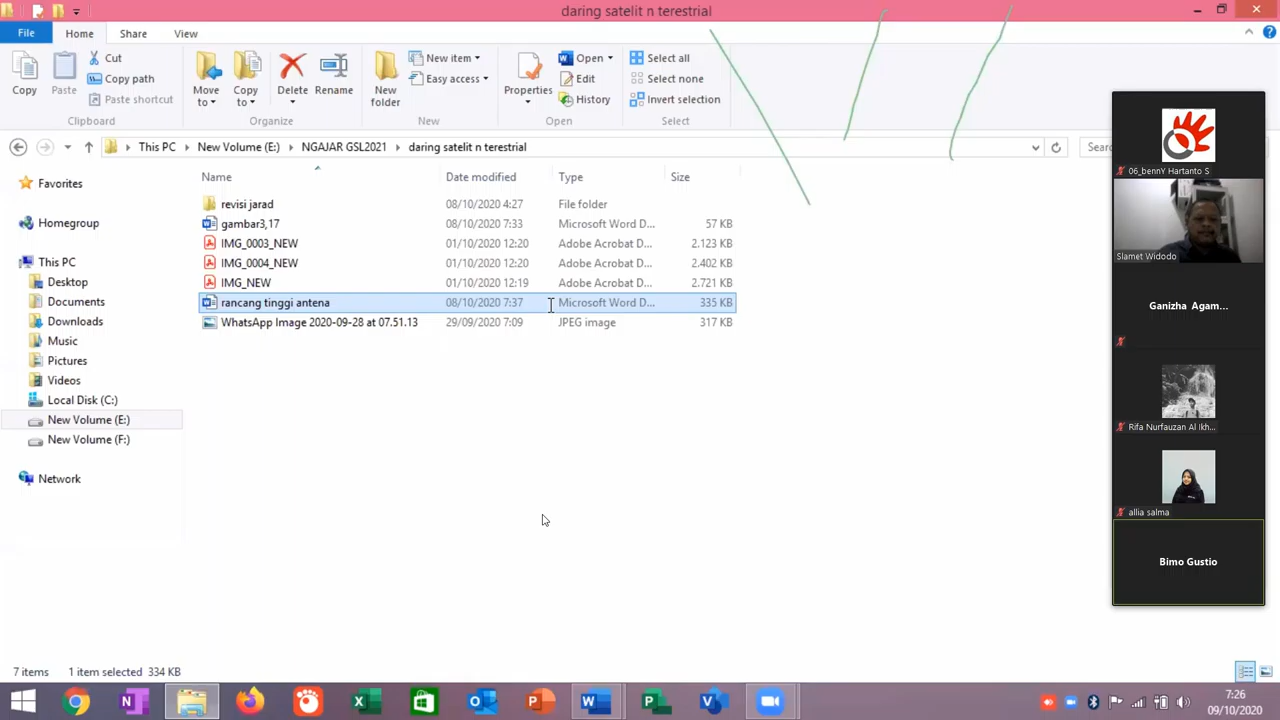 daring satelit n terestrial
File Home Share View
Copy
Paste
Cut
Copy path
Paste shortcut
Clipboard
Move to
Copy to
Delete
Rename
Organize
New folder
New item
Easy access
New
Properties
Open
Edit
History
Open
Select all
Select none
Invert selection
Select
This PC New Volume (E:) NGAJAR GSL2021 daring satelit n terestrial
Searc
Name Date modified Type Size
revisi jarad 08/10/2020 4:27 File folder
gambar3,17 08/10/2020 7:33 Microsoft Word D... 57 KB
IMG_0003_NEW 01/10/2020 12:20 Adobe Acrobat D... 2.123 KB
IMG_0004_NEW 01/10/2020 12:20 Adobe Acrobat D... 2.402 KB
IMG_NEW 01/10/2020 12:19 Adobe Acrobat D... 2.721 KB
rancang tinggi antena 08/10/2020 7:37 Microsoft Word D... 335 KB
WhatsApp Image 2020-09-28 at 07.51.13 29/09/2020 7:09 JPEG image 317 KB
Favorites
Homegroup
This PC
Desktop
Documents
Downloads
Music
Pictures
Videos
Local Disk (C:)
New Volume (E:)
New Volume (F:)
Network
06_bennY Hartanto S
Slamet Widodo
Ganizha Agam...
Rifa Nurfauzan Al Ikh...
allia salma
Bimo Gustio
7 items 1 item selected 334 KB
7:26
09/10/2020